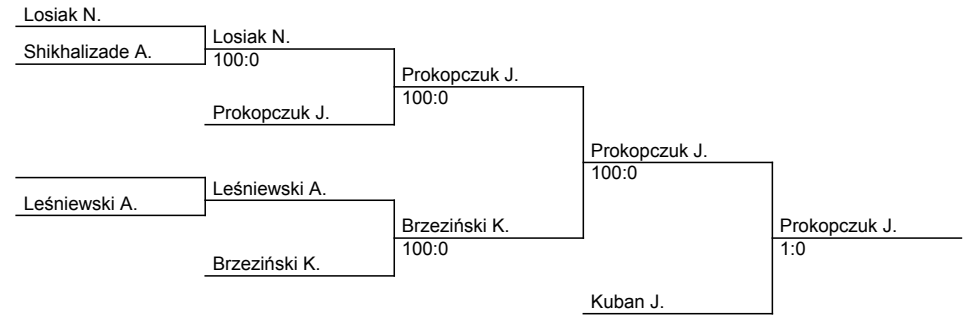 Losiak N.
Shikhalizade A.
Losiak N.
100:0
Prokopczuk J.
Prokopczuk J.
100:0
Leśniewski A.
Leśniewski A.
Brzeziński K.
Brzeziński K.
100:0
Prokopczuk J.
100:0
Kuban J.
Prokopczuk J.
1:0